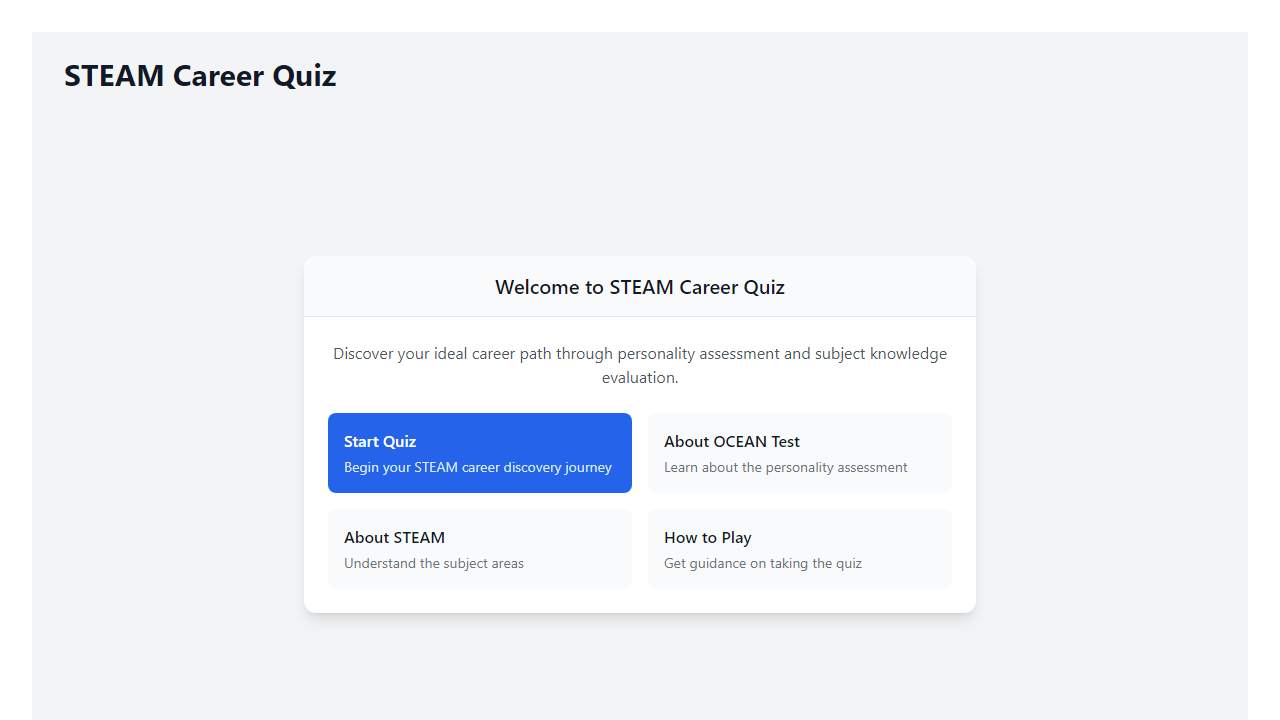 STEAM Career Quiz
Welcome to STEAM Career Quiz
Discover your ideal career path through personality assessment and subject knowledge
evaluation.
Start Quiz
Begin your STEAM career discovery journey
About OCEAN Test
Learn about the personality assessment
About STEAM
Understand the subject areas
How to Play
Get guidance on taking the quiz